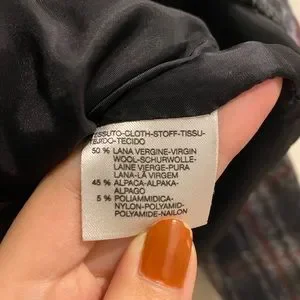 TESSUTO-CLOTH-STOFF-TISSU-
TEJIDO-TECIDO
50 % LANA VERGINE-VIRGIN
WOOL-SCHURWOLLE-
LAINE VIERGE-PURA
LANA-LÃ VIRGEM
45 % ALPACA-ALPAKA-
ALPAGO
5 % POLIAMMIDICA-
NYLON-POLYAMID-
POLYAMIDE-NAILON